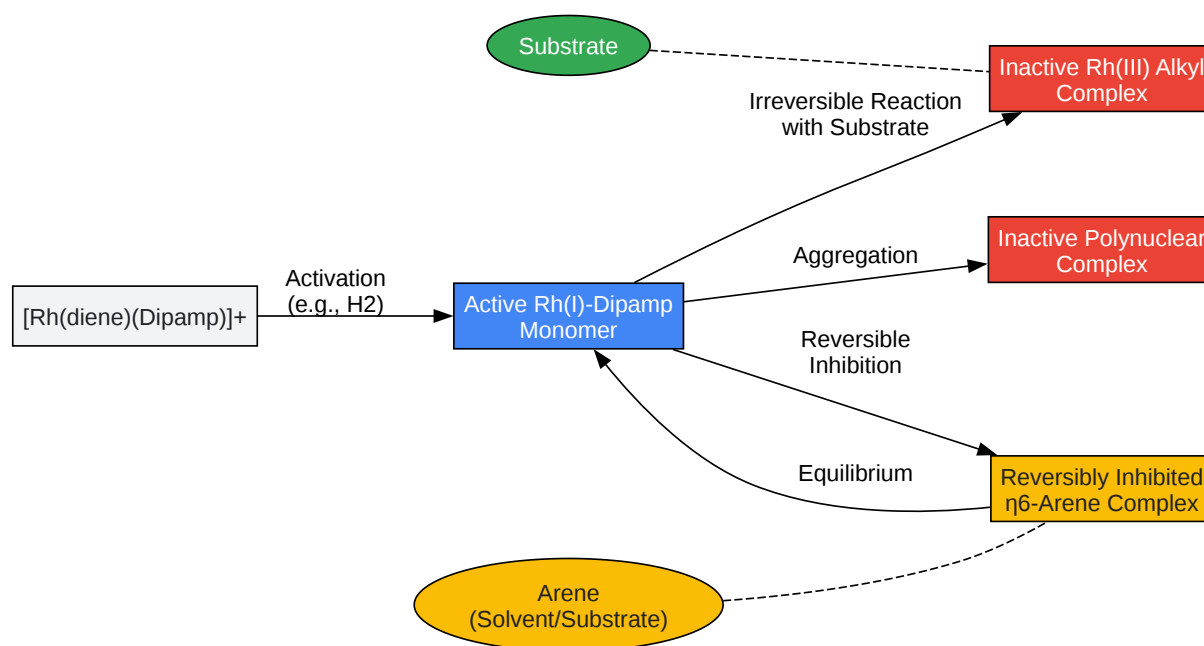 Substrate
Inactive Rh(III) Alkyl
Complex
Irreversible Reaction
with Substrate
Inactive Polynuclear
Complex
Aggregation
Activation
(e.g., H2)
[Rh(diene)(Dipamp)]+
Active Rh(I)-Dipamp
Monomer
Reversible
Inhibition
Equilibrium
Reversibly Inhibited
η6-Arene Complex
Arene
(Solvent/Substrate)